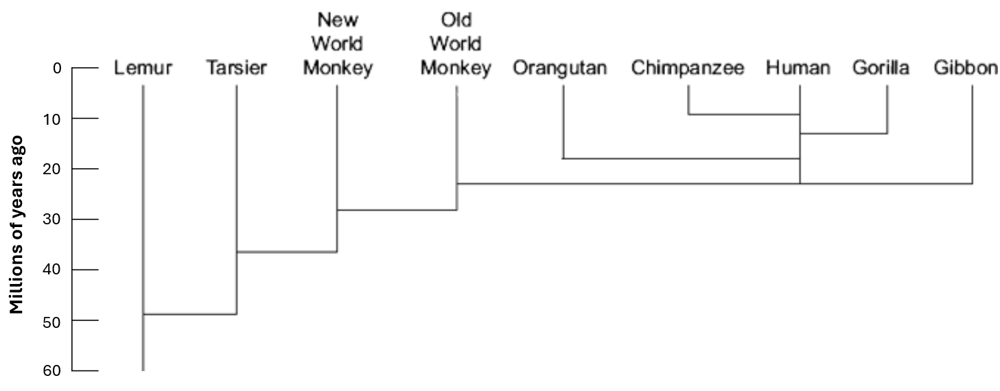 New
World
Monkey
Old
World
Monkey
Lemur
Tarsier
Orangutan
Chimpanzee
Human
Gorilla
Gibbon
Millions of years ago
0
10
20
30
40
50
60